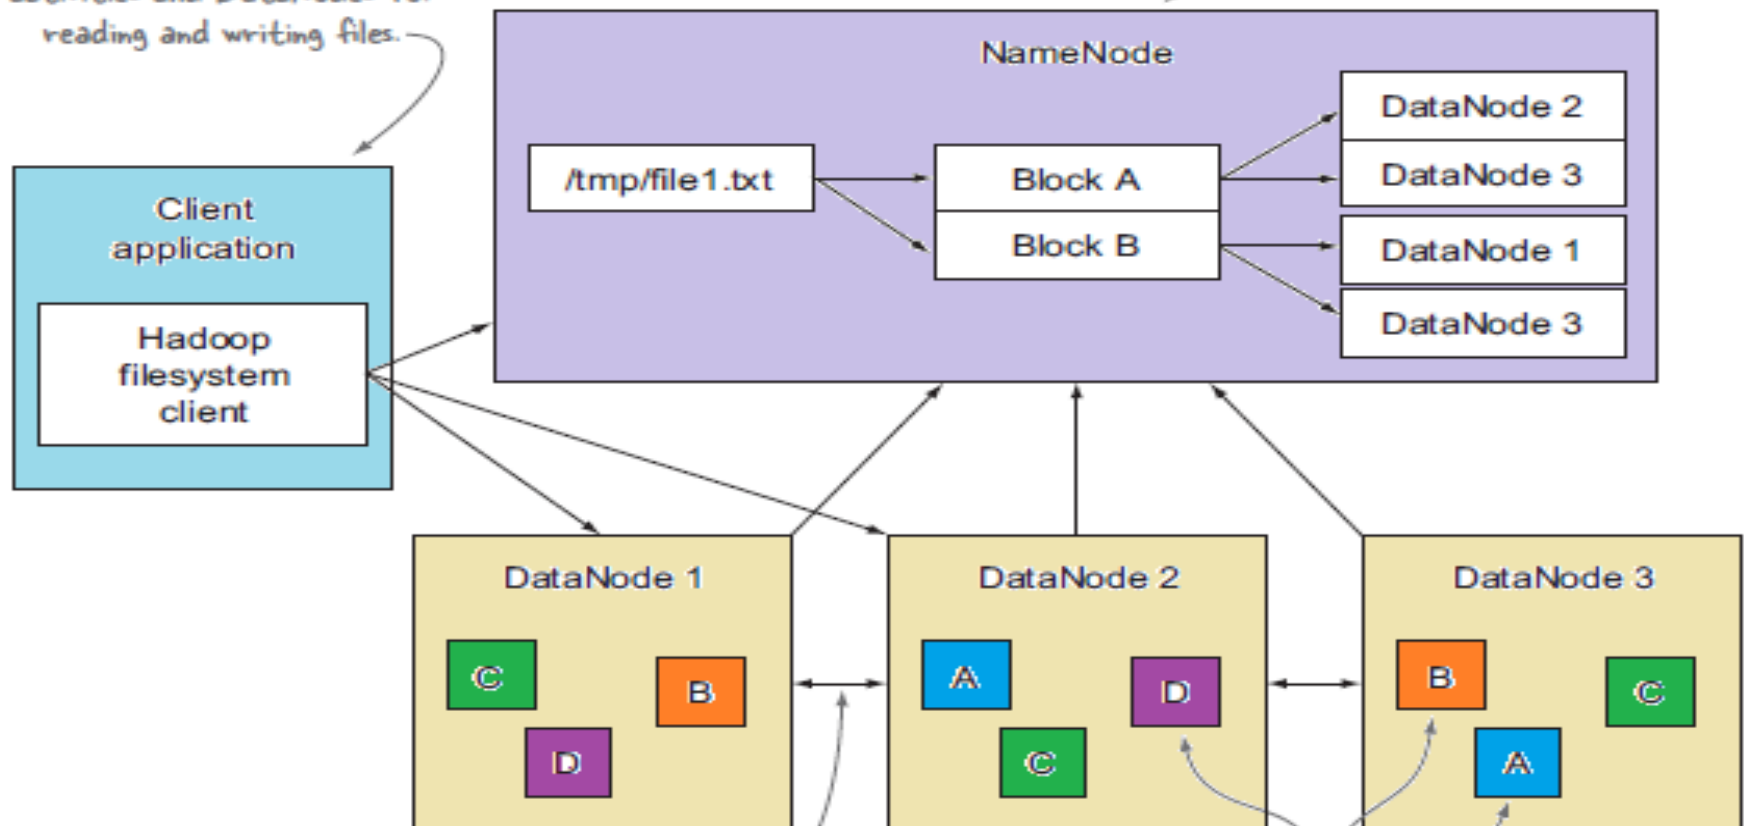 reading and writing files.
NameNode
/tmp/file1.txt
Block A
Block B
DataNode 2
DataNode 3
DataNode 1
DataNode 3
Client
application
Hadoop
filesystem
client
DataNode 1
C
B
D
DataNode 2
A
D
C
DataNode 3
B
C
A